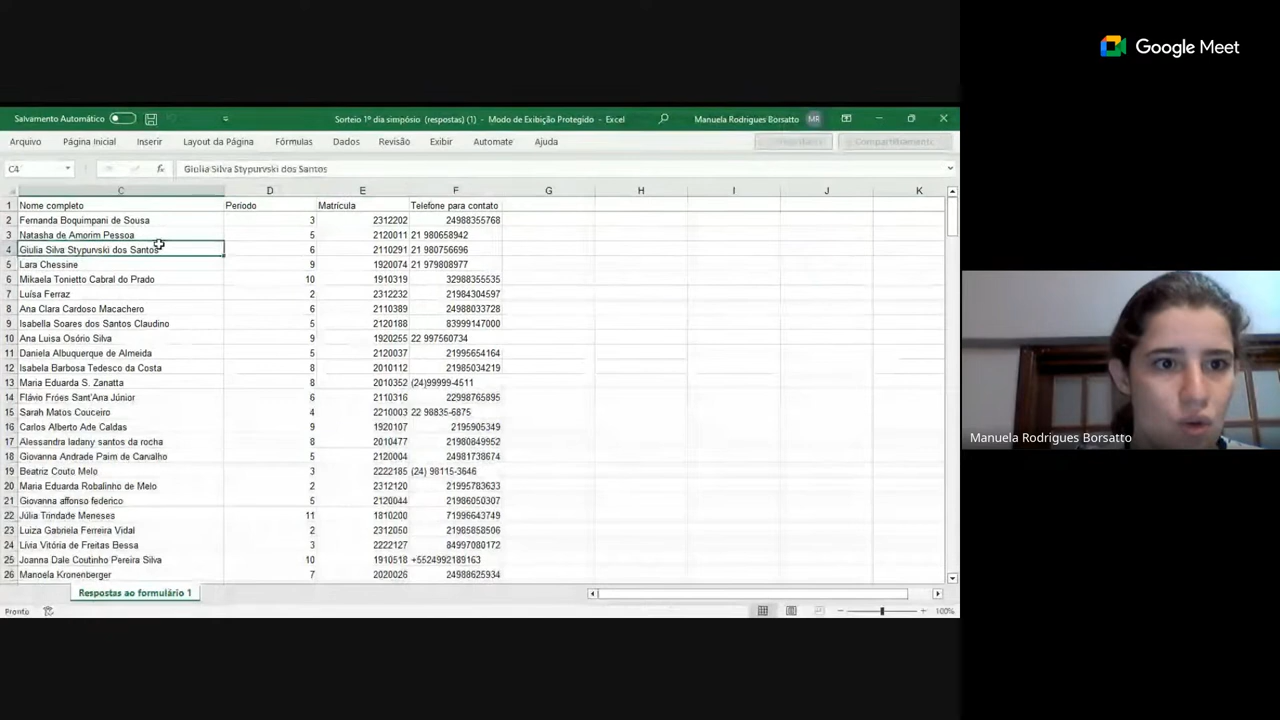 Google Meet
Salvamento Automático
Sorteio 1º dia simpósio (respostas) (1) - Modo de Exibição Protegido - Excel
Manuela Rodrigues Borsatto MR
Arquivo Página Inicial Inserir Layout da Página Fórmulas Dados Revisão Exibir Automate Ajuda
C4 fx Giulia Silva Stypurvski dos Santos
C D E F G H I J K
1 Nome completo Período Matrícula Telefone para contato
2 Fernanda Boquimpani de Sousa 3 2312202 24988355768
3 Natasha de Amorim Pessoa 5 2120011 21 980658942
4 Giulia Silva Stypurvski dos Santos 6 2110291 21 980756696
5 Lara Chessine 9 1920074 21 979808977
6 Mikaela Tonietto Cabral do Prado 10 1910319 32988355535
7 Luísa Ferraz 2 2312232 21984304597
8 Ana Clara Cardoso Macachero 6 2110389 24988033728
9 Isabella Soares dos Santos Claudino 5 2120188 83999147000
10 Ana Luisa Osório Silva 9 1920255 22 997560734
11 Daniela Albuquerque de Almeida 5 2120037 21995654164
12 Isabela Barbosa Tedesco da Costa 8 2010112 21985034219
13 Maria Eduarda S. Zanatta 8 2010352 (24)99999-4511
14 Flávio Fróes Sant'Ana Júnior 6 2110316 22998765895
15 Sarah Matos Couceiro 4 2210003 22 98835-6875
16 Carlos Alberto Ade Caldas 9 1920107 2195905349
17 Alessandra ladany santos da rocha 8 2010477 21980849952
18 Giovanna Andrade Paim de Carvalho 5 2120004 24981738674
19 Beatriz Couto Melo 3 2222185 (24) 98115-3646
20 Maria Eduarda Robalinho de Melo 2 2312120 21995783633
21 Giovanna affonso federico 5 2120044 21986050307
22 Júlia Trindade Meneses 11 1810200 71996643749
23 Luiza Gabriela Ferreira Vidal 2 2312050 21985858506
24 Lívia Vitória de Freitas Bessa 3 2222127 84997080172
25 Joanna Dale Coutinho Pereira Silva 10 1910518 +5524992189163
26 Manoela Kronenberger 7 2020026 24988625934
Respostas ao formulário 1
Pronto 100%
Manuela Rodrigues Borsatto